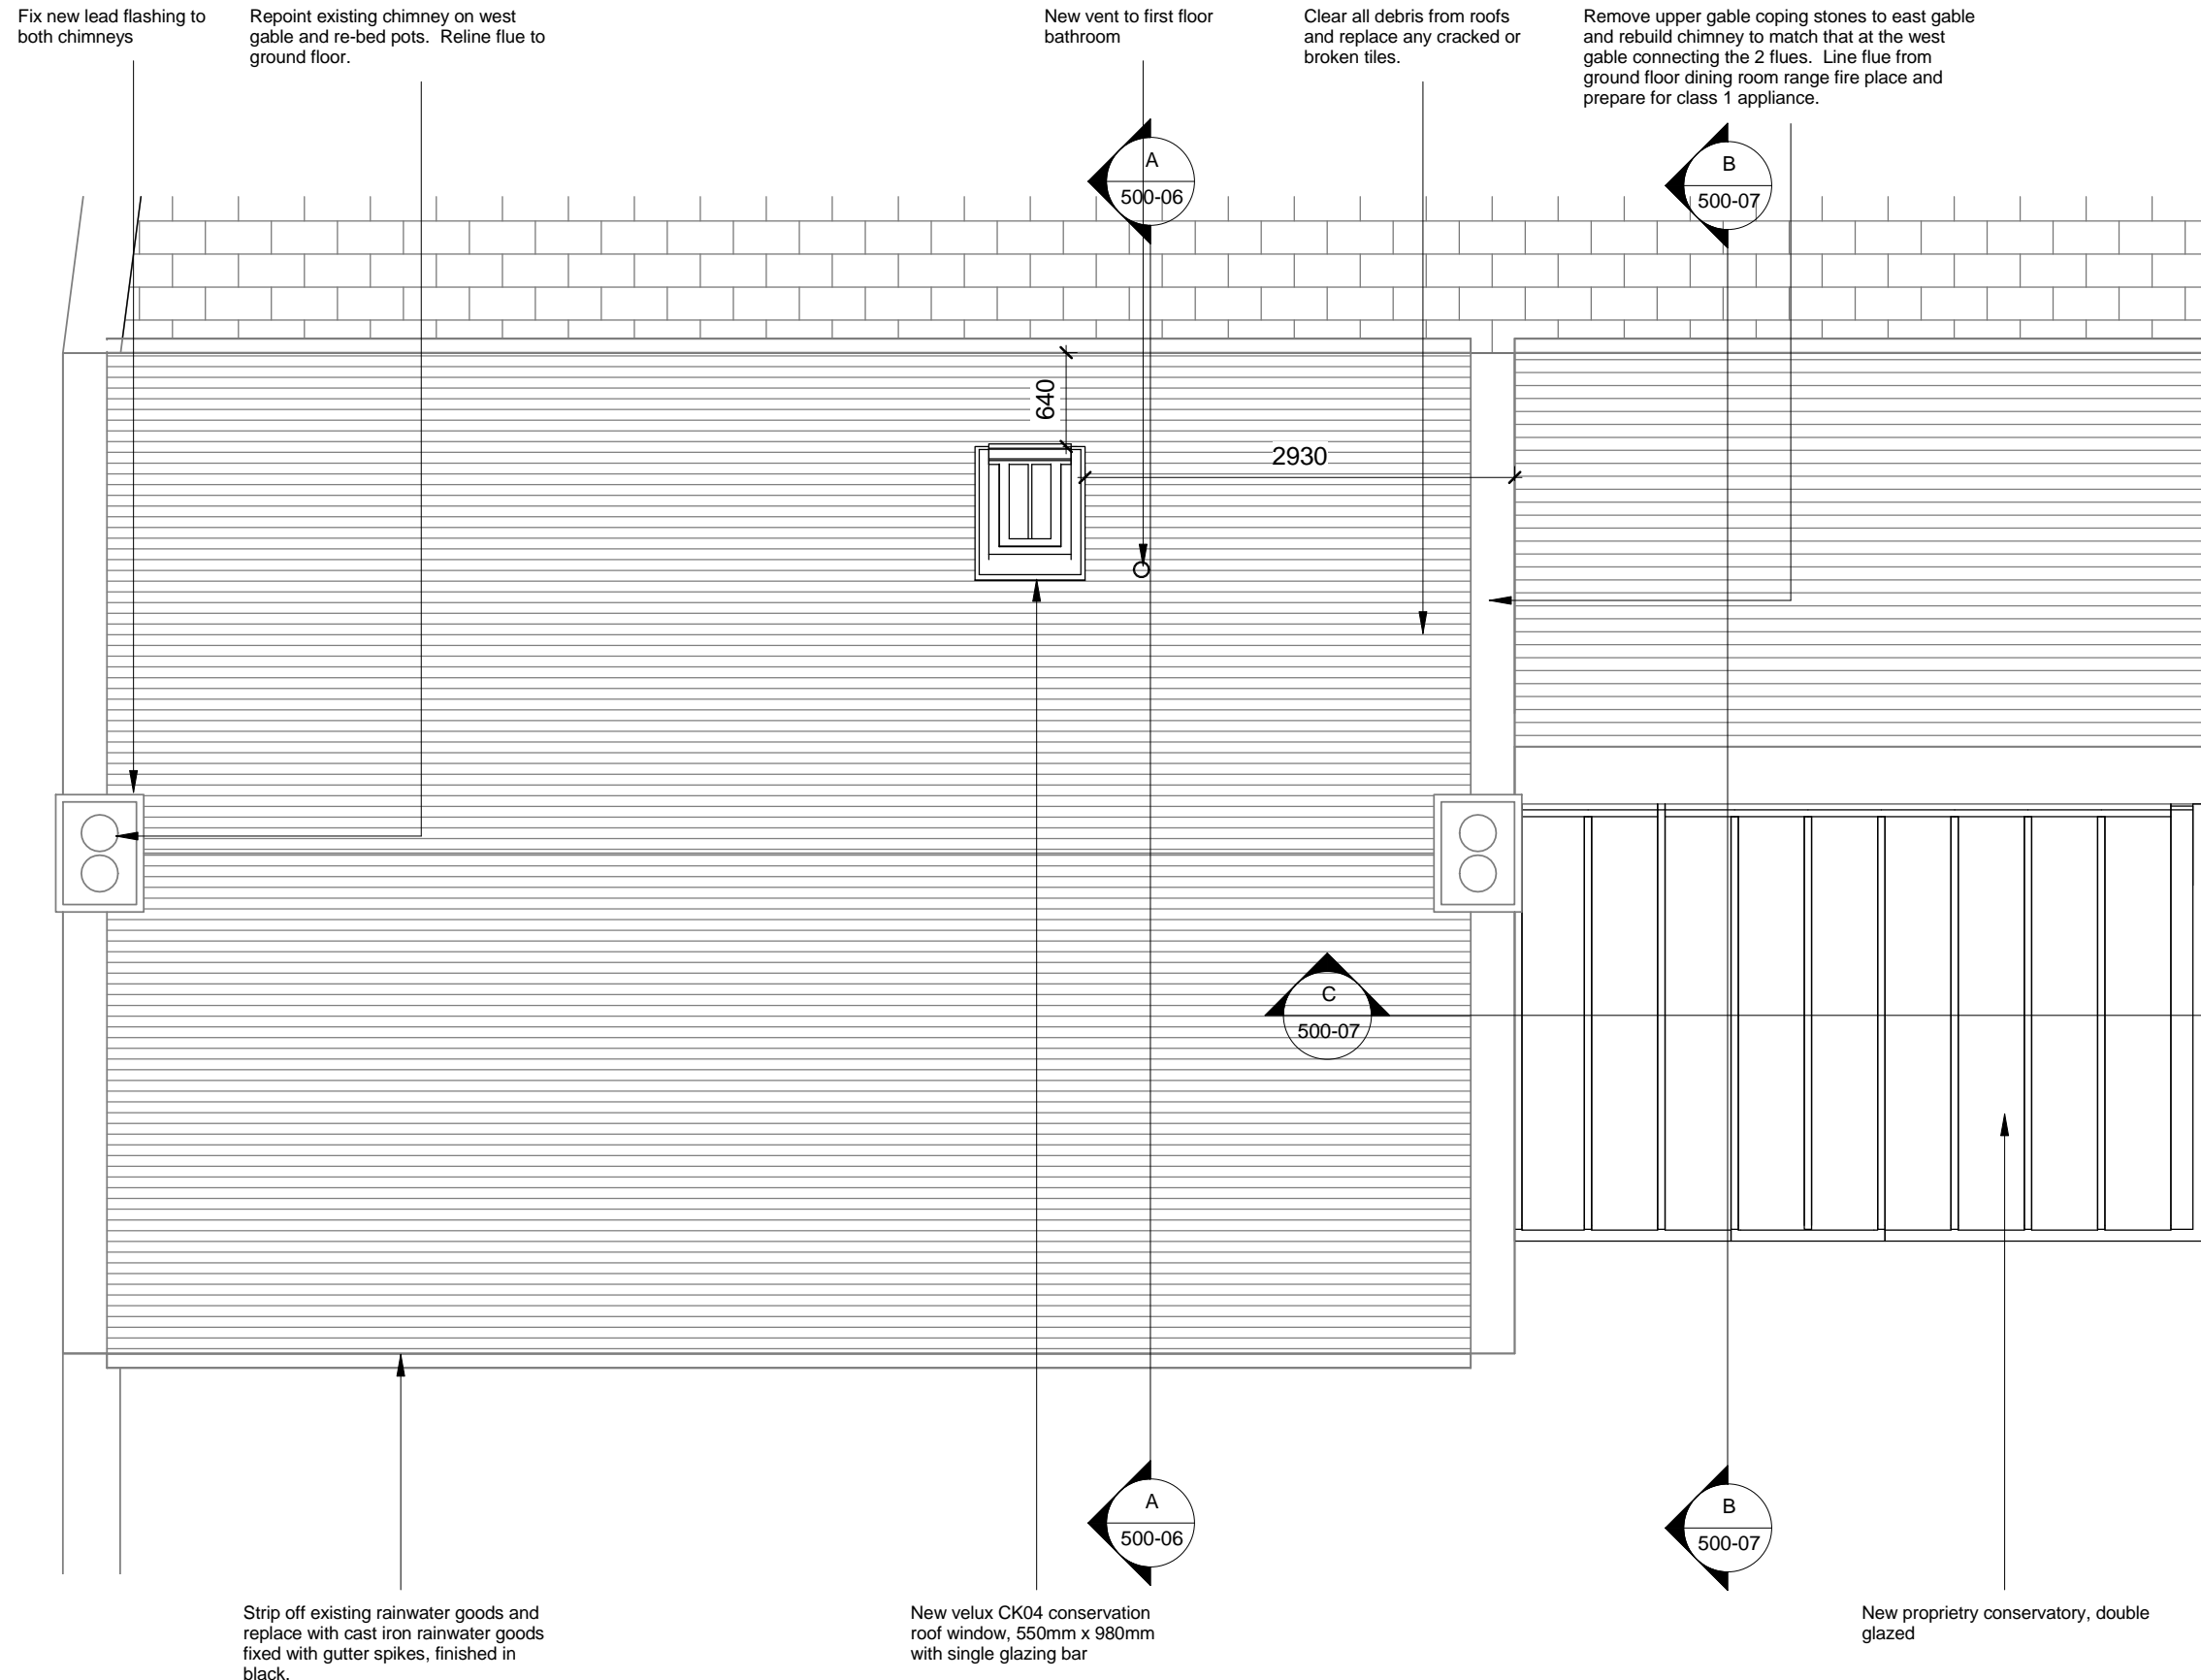 Fix new lead flashing to
both chimneys
Repoint existing chimney on west
gable and re-bed pots.  Reline flue to
ground floor.
New vent to first floor
bathroom
Clear all debris from roofs
and replace any cracked or
broken tiles.
Remove upper gable coping stones to east gable
and rebuild chimney to match that at the west
gable connecting the 2 flues.  Line flue from
ground floor dining room range fire place and
prepare for class 1 appliance.
A
500-06
B
500-07
640
2930
C
500-07
A
500-06
B
500-07
Strip off existing rainwater goods and
replace with cast iron rainwater goods
fixed with gutter spikes, finished in
black.
New velux CK04 conservation
roof window, 550mm x 980mm
with single glazing bar
New proprietry conservatory, double
glazed